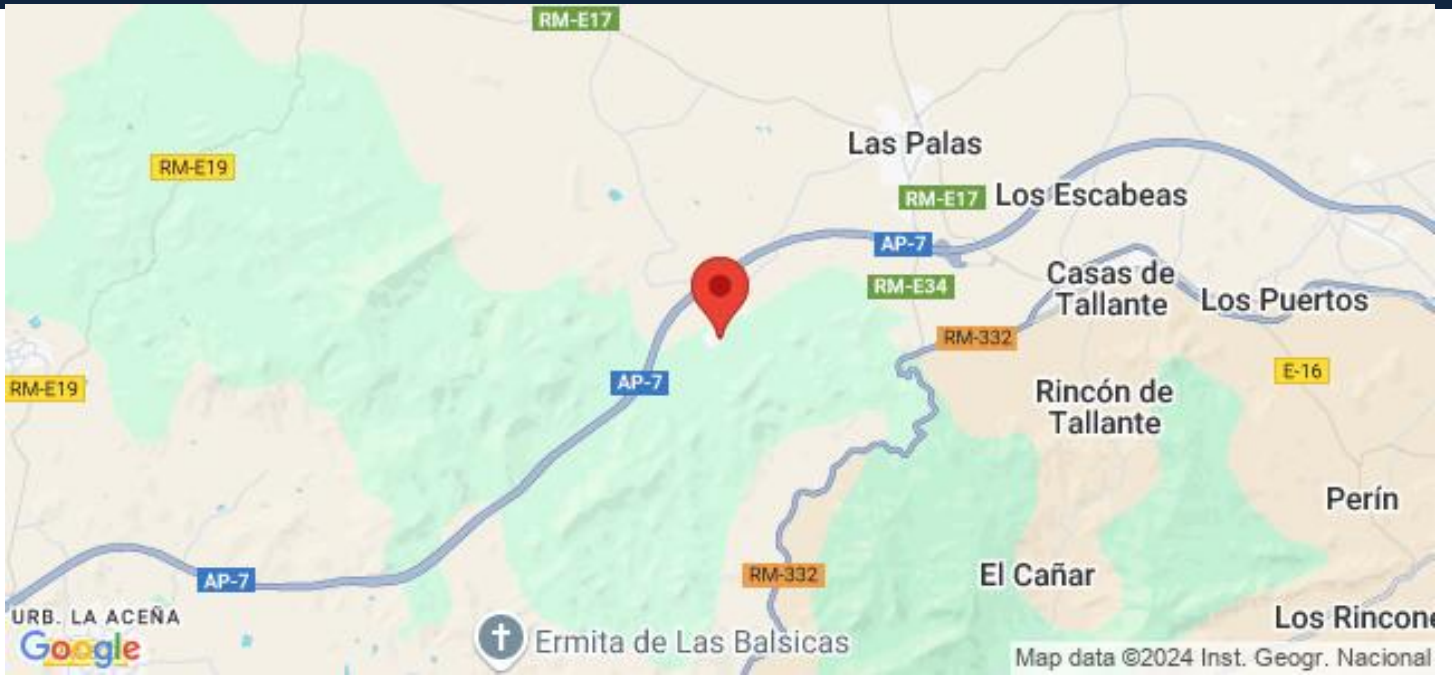 RM-E17
Las Palas
RM-E19
RM-E17
Los Escabeas
AP-7
Casas de
Tallante
RM-E34
Los Puertos
RM-332
E-16
AP-7
RM-E19
Rincón de
Tallante
Perín
AP-7
RM-332
El Cañar
URB. LA ACEÑA
Los Rincone
Ermita de Las Balsicas
Google
Map data ©2024 Inst. Geogr. Nacional